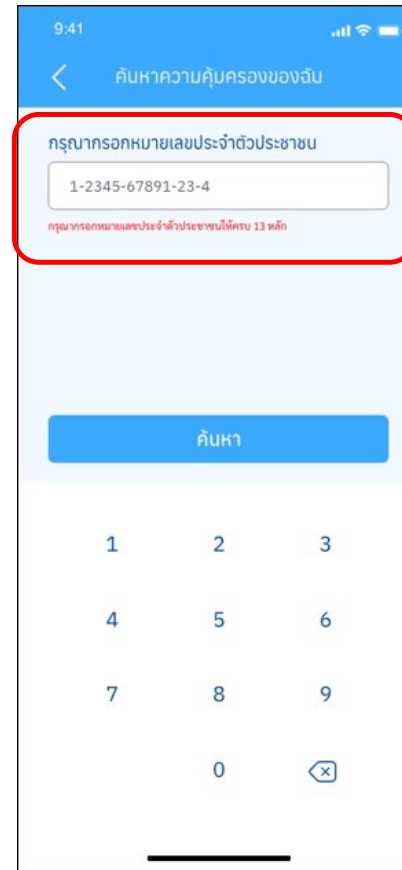 9:41
ค้นหาความคุ้มครองของฉัน
กรุณากรอกหมายเลขประจำตัวประชาชน
1-2345-67891-23-4
กรุณากรอกหมายเลขประจำตัวประชาชนให้ครบ 13 หลัก
ค้นหา
1 2 3
4 5 6
7 8 9
0